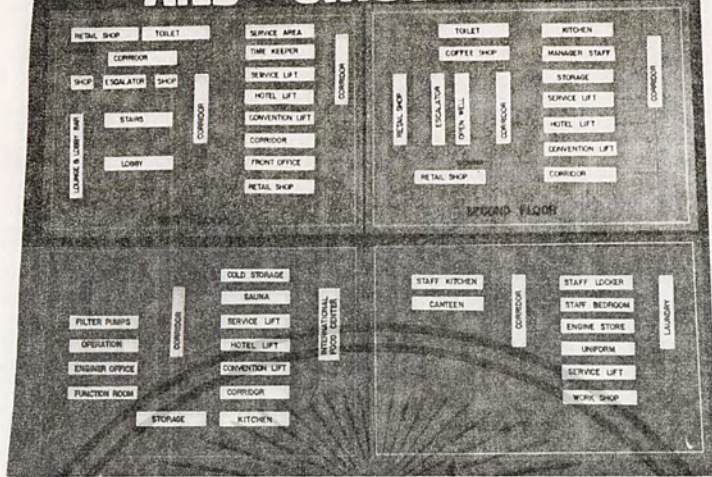 RETAIL SHOP
TOILET
CORRIDOR
SHOP
ESCALATOR
SHOP
CORRIDOR
STAIRS
LOUNGE & LOBBY BAR
LOBBY
SERVICE AREA
TIME KEEPER
SERVICE LIFT
HOTEL LIFT
CONVENTION LIFT
CORRIDOR
FRONT OFFICE
RETAIL SHOP
CORRIDOR
TOILET
COFFEE SHOP
RETAIL SHOP
ESCALATOR
OPEN WELL
CORRIDOR
RETAIL SHOP
KITCHEN
MANAGER STAFF
STORAGE
SERVICE LIFT
HOTEL LIFT
CONVENTION LIFT
CORRIDOR
CORRIDOR
SECOND FLOOR
FILTER PUMPS
OPERATION
ENGINER OFFICE
FUNCTION ROOM
CORRIDOR
STORAGE
COLD STORAGE
SAUNA
SERVICE LIFT
HOTEL LIFT
CONVENTION LIFT
CORRIDOR
KITCHEN
INTERNATIONAL FOOD CENTER
STAFF KITCHEN
CANTEEN
CORRIDOR
STAFF LOCKER
STAFF BEDROOM
ENGINE STORE
UNIFORM
SERVICE LIFT
WORK SHOP
LAUNDRY